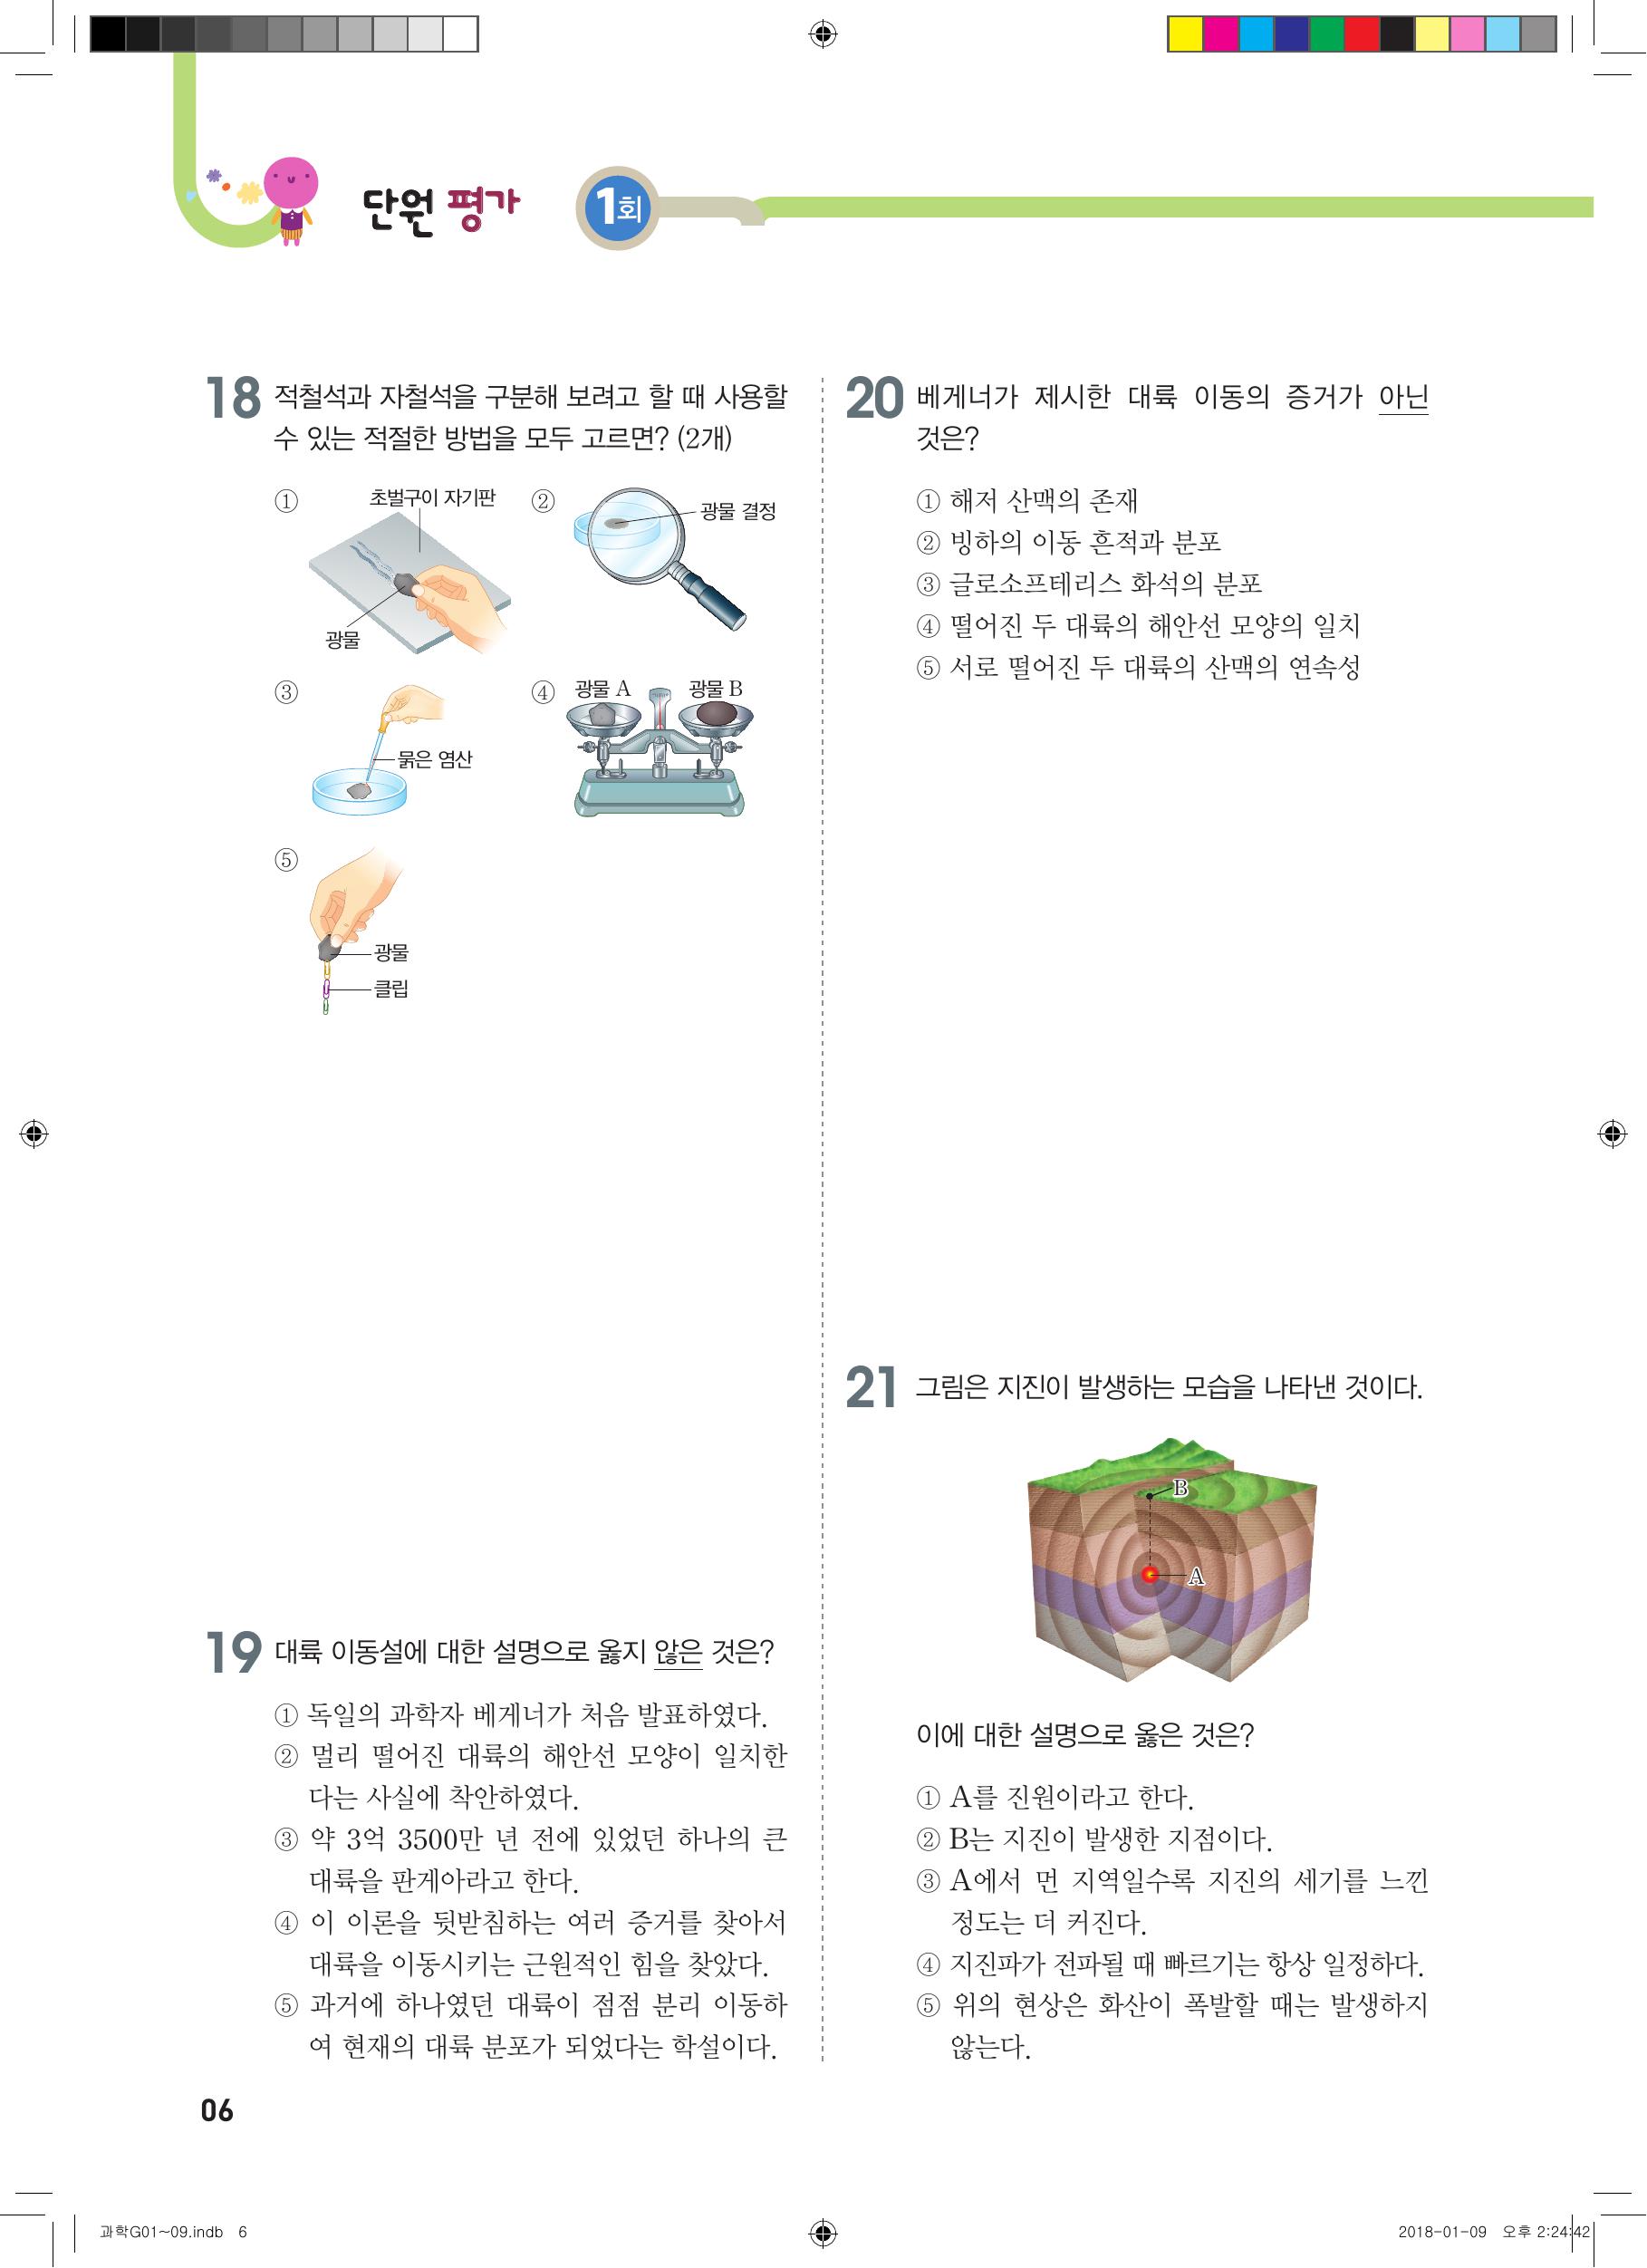 단원 평가 1회
18 적철석과 자철석을 구분해 보려고 할 때 사용할
수 있는 적절한 방법을 모두 고르면? (2개)
① 초벌구이 자기판
광물
② 광물 결정
③ 묽은 염산
④ 광물 A 광물 B
⑤ 광물
클립
19 대륙 이동설에 대한 설명으로 옳지 않은 것은?
① 독일의 과학자 베게너가 처음 발표하였다.
② 멀리 떨어진 대륙의 해안선 모양이 일치한
다는 사실에 착안하였다.
③ 약 3억 3500만 년 전에 있었던 하나의 큰
대륙을 판게아라고 한다.
④ 이 이론을 뒷받침하는 여러 증거를 찾아서
대륙을 이동시키는 근원적인 힘을 찾았다.
⑤ 과거에 하나였던 대륙이 점점 분리 이동하
여 현재의 대륙 분포가 되었다는 학설이다.
20 베게너가 제시한 대륙 이동의 증거가 아닌
것은?
① 해저 산맥의 존재
② 빙하의 이동 흔적과 분포
③ 글로소프테리스 화석의 분포
④ 떨어진 두 대륙의 해안선 모양의 일치
⑤ 서로 떨어진 두 대륙의 산맥의 연속성
21 그림은 지진이 발생하는 모습을 나타낸 것이다.
B
A
이에 대한 설명으로 옳은 것은?
① A를 진원이라고 한다.
② B는 지진이 발생한 지점이다.
③ A에서 먼 지역일수록 지진의 세기를 느낀
정도는 더 커진다.
④ 지진파가 전파될 때 빠르기는 항상 일정하다.
⑤ 위의 현상은 화산이 폭발할 때는 발생하지
않는다.
06
과학G01~09.indb 6
2018-01-09 오후 2:24:42